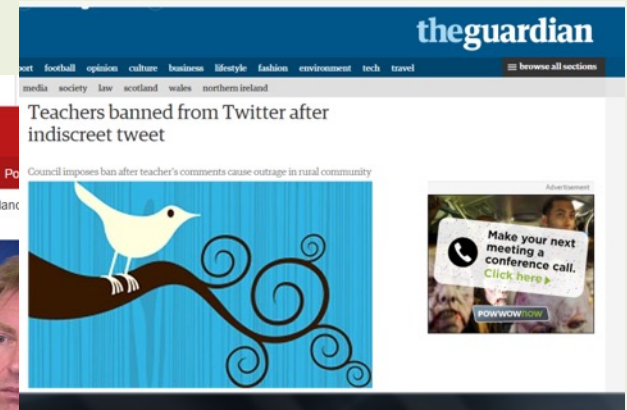 theguardian
ort football opinion culture business lifestyle fashion environment tech travel
browse all sections
media society law scotland wales northern ireland
Teachers banned from Twitter after
indiscreet tweet
Council imposes ban after teacher's comments cause outrage in rural community
Po
land
Advertisement
Make your next
meeting a
conference call.
Click here
POWWOWNOW